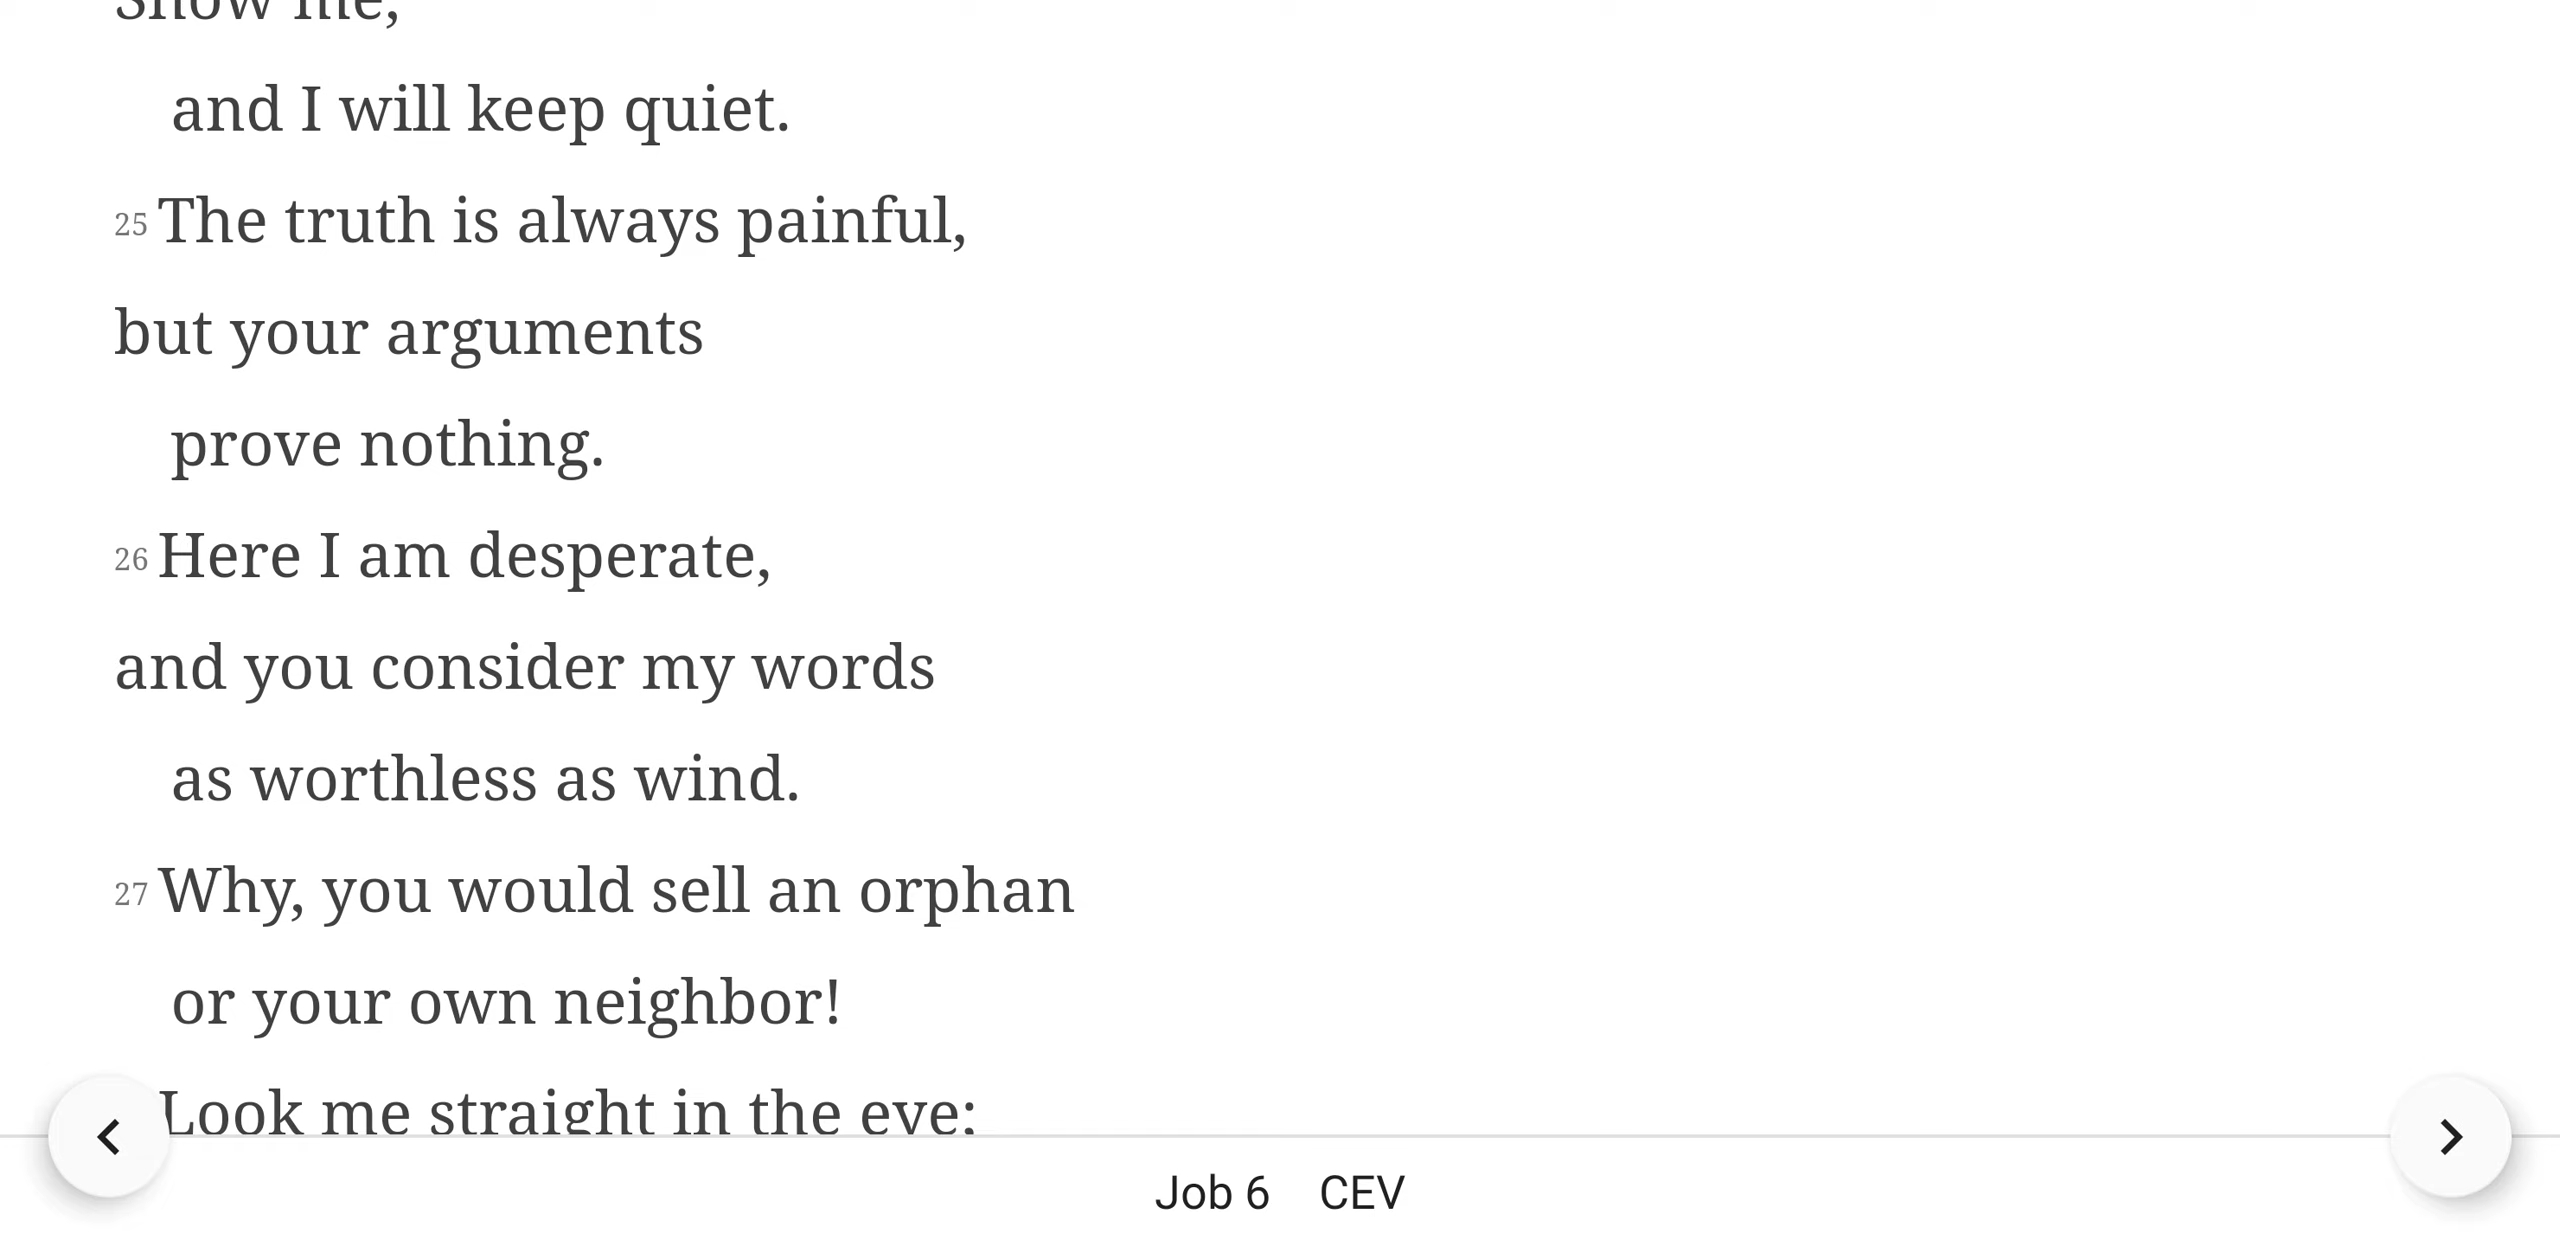 Show me,
and I will keep quiet.
25 The truth is always painful,
but your arguments
prove nothing.
26 Here I am desperate,
and you consider my words
as worthless as wind.
27 Why, you would sell an orphan
or your own neighbor!
Look me straight in the eye;
Job 6 CEV